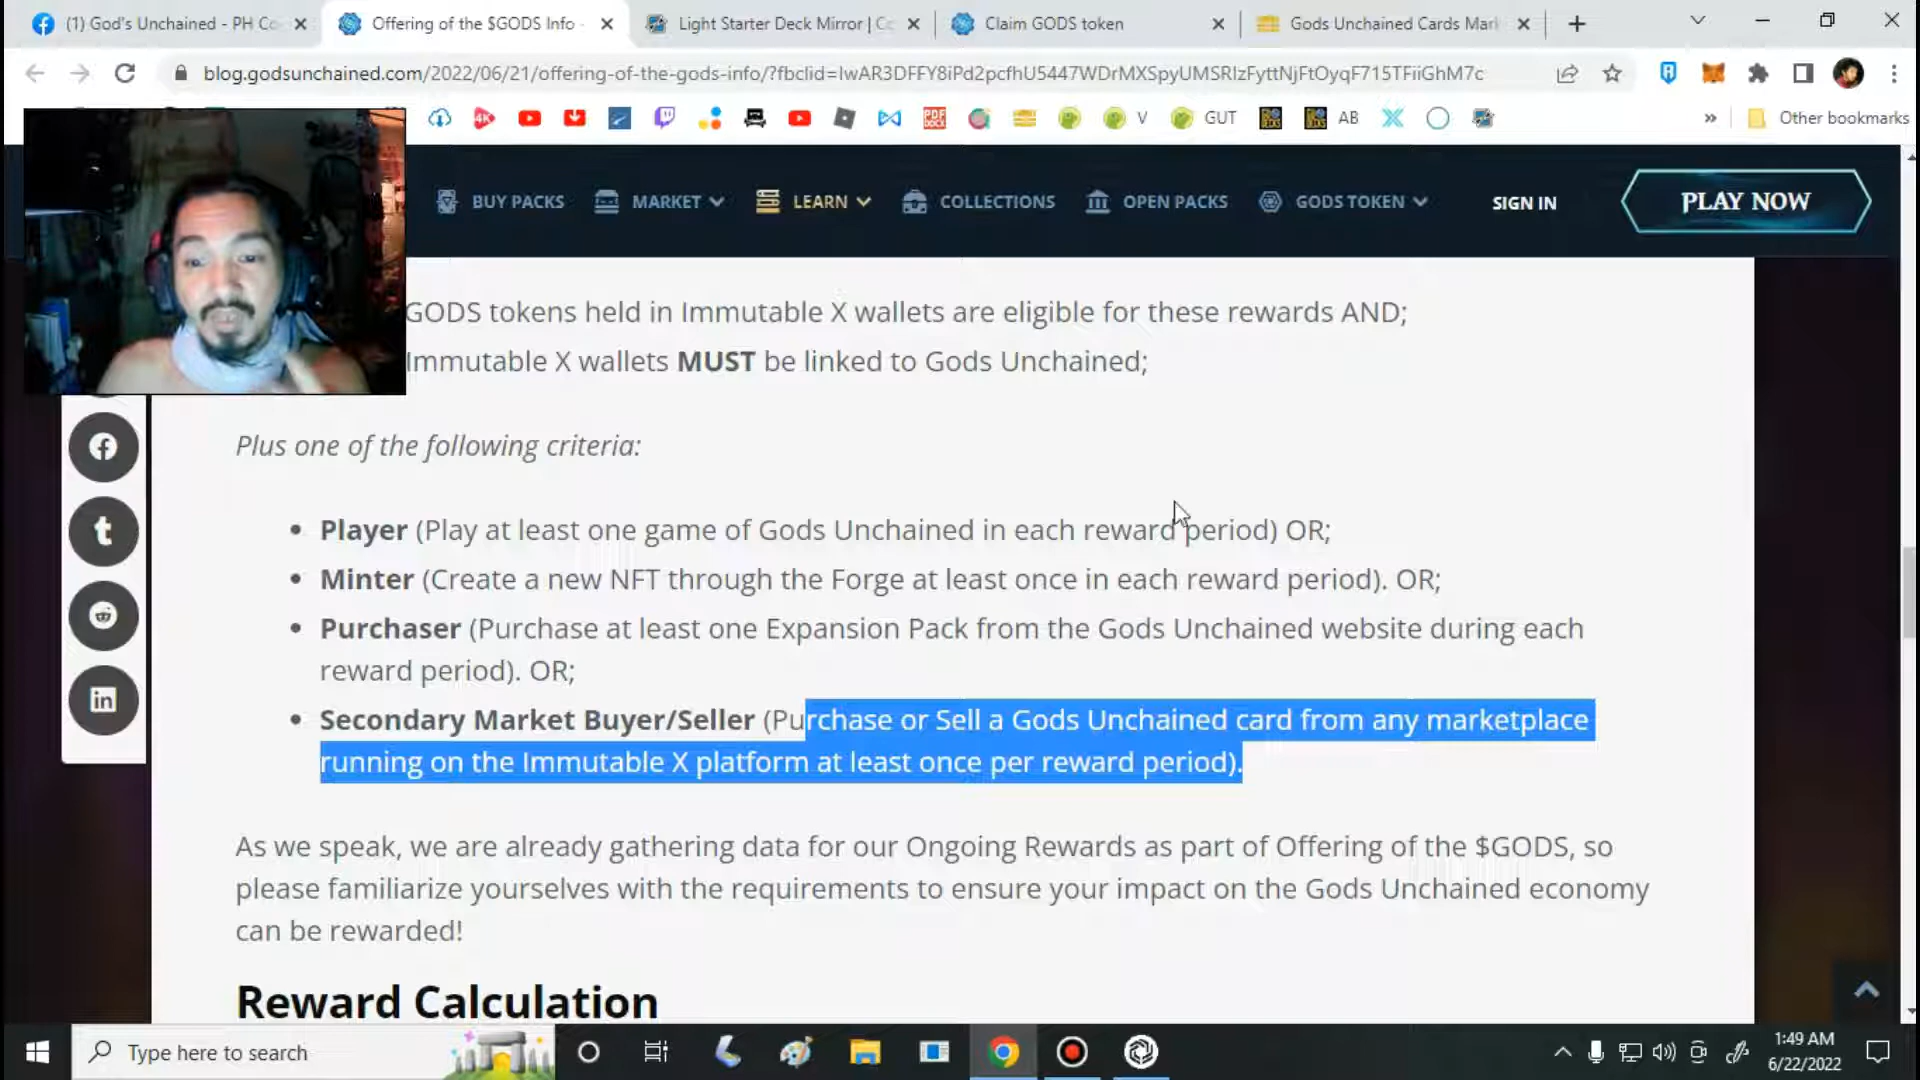 (1) God's Unchained - PH Co
Offering of the $GODS Info -
Light Starter Deck Mirror | Co
Claim GODS token
Gods Unchained Cards Mark
blog.godsunchained.com/2022/06/21/offering-of-the-gods-info/?fbclid=IwAR3DFFY8iPd2pcfhU5447WDrMXSpyUMSRIzFyttNjFtOyqF715TFiiGhM7c
4K
PDF
V
GUT
AB
»
Other bookmarks
BUY PACKS
MARKET
LEARN
COLLECTIONS
OPEN PACKS
GODS TOKEN
SIGN IN
PLAY NOW
GODS tokens held in Immutable X wallets are eligible for these rewards AND;
Immutable X wallets MUST be linked to Gods Unchained;
Plus one of the following criteria:
• Player (Play at least one game of Gods Unchained in each reward period) OR;
• Minter (Create a new NFT through the Forge at least once in each reward period). OR;
• Purchaser (Purchase at least one Expansion Pack from the Gods Unchained website during each
reward period). OR;
• Secondary Market Buyer/Seller (Purchase or Sell a Gods Unchained card from any marketplace
running on the Immutable X platform at least once per reward period).
As we speak, we are already gathering data for our Ongoing Rewards as part of Offering of the $GODS, so
please familiarize yourselves with the requirements to ensure your impact on the Gods Unchained economy
can be rewarded!
Reward Calculation
Type here to search
1:49 AM
6/22/2022